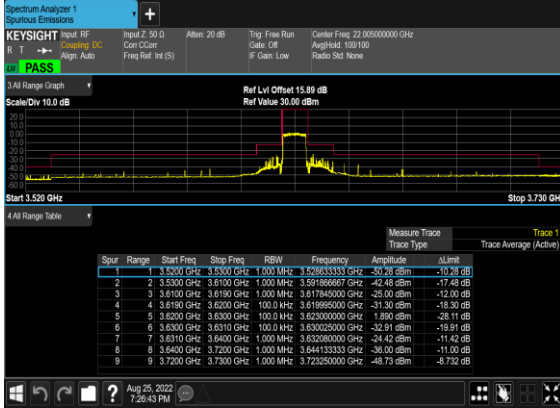 Spectrum Analyzer 1
Spurious Emissions
+
KEYSIGHT Input: RF Input Z: 50 Ω Atten: 20 dB Trig: Free Run Center Freq: 22.005000000 GHz
R T Coupling: DC Corr CCorr Gate: Off Avg|Hold: 100/100
Align: Auto Freq Ref: Int (S) IF Gain: Low Radio Std: None
LXI PASS
3 All Range Graph
Scale/Div 10.0 dB Ref Lvl Offset 15.89 dB
Ref Value 30.00 dBm
20.0
10.0
0.00
-10.0
-20.0
-30.0
-40.0
-50.0
-60.0
Start 3.520 GHz Stop 3.730 GH
4 All Range Table
Measure Trace Trace 1
Trace Type Trace Average (Active)
Spur Range Start Freq Stop Freq RBW Frequency Amplitude ΔLimit
1 1 3.5200 GHz 3.5300 GHz 1.000 MHz 3.528633333 GHz -50.28 dBm -10.28 dB
2 2 3.5300 GHz 3.6100 GHz 1.000 MHz 3.591866667 GHz -42.48 dBm -17.48 dB
3 3 3.6100 GHz 3.6190 GHz 1.000 MHz 3.617845000 GHz -25.00 dBm -12.00 dB
4 4 3.6190 GHz 3.6200 GHz 100.0 kHz 3.619995000 GHz -31.30 dBm -18.30 dB
5 5 3.6200 GHz 3.6300 GHz 100.0 kHz 3.623000000 GHz 1.890 dBm -28.11 dB
6 6 3.6300 GHz 3.6310 GHz 100.0 kHz 3.630025000 GHz -32.91 dBm -19.91 dB
7 7 3.6310 GHz 3.6400 GHz 1.000 MHz 3.632080000 GHz -24.42 dBm -11.42 dB
8 8 3.6400 GHz 3.7200 GHz 1.000 MHz 3.644133333 GHz -36.00 dBm -11.00 dB
9 9 3.7200 GHz 3.7300 GHz 1.000 MHz 3.723250000 GHz -48.73 dBm -8.732 dB
? Aug 25, 2022
7:26:43 PM